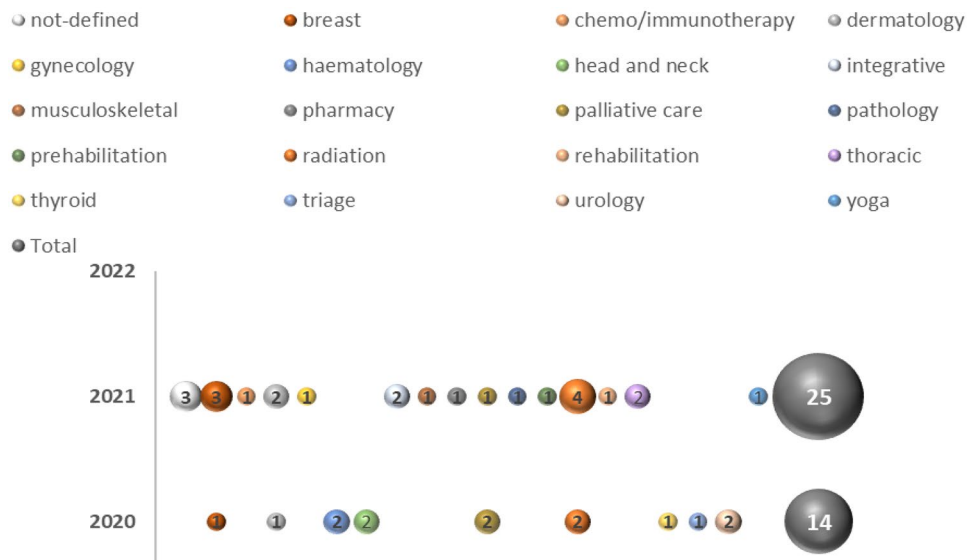 not-defined breast chemo/immunotherapy dermatology
gynecology haematology head and neck integrative
musculoskeletal pharmacy palliative care pathology
prehabilitation radiation rehabilitation thoracic
thyroid triage urology yoga
Total
2022
2021 3 3 1 2 1 2 1 1 1 1 1 4 1 2 1 25
2020 1 1 2 2 2 2 1 1 2 14